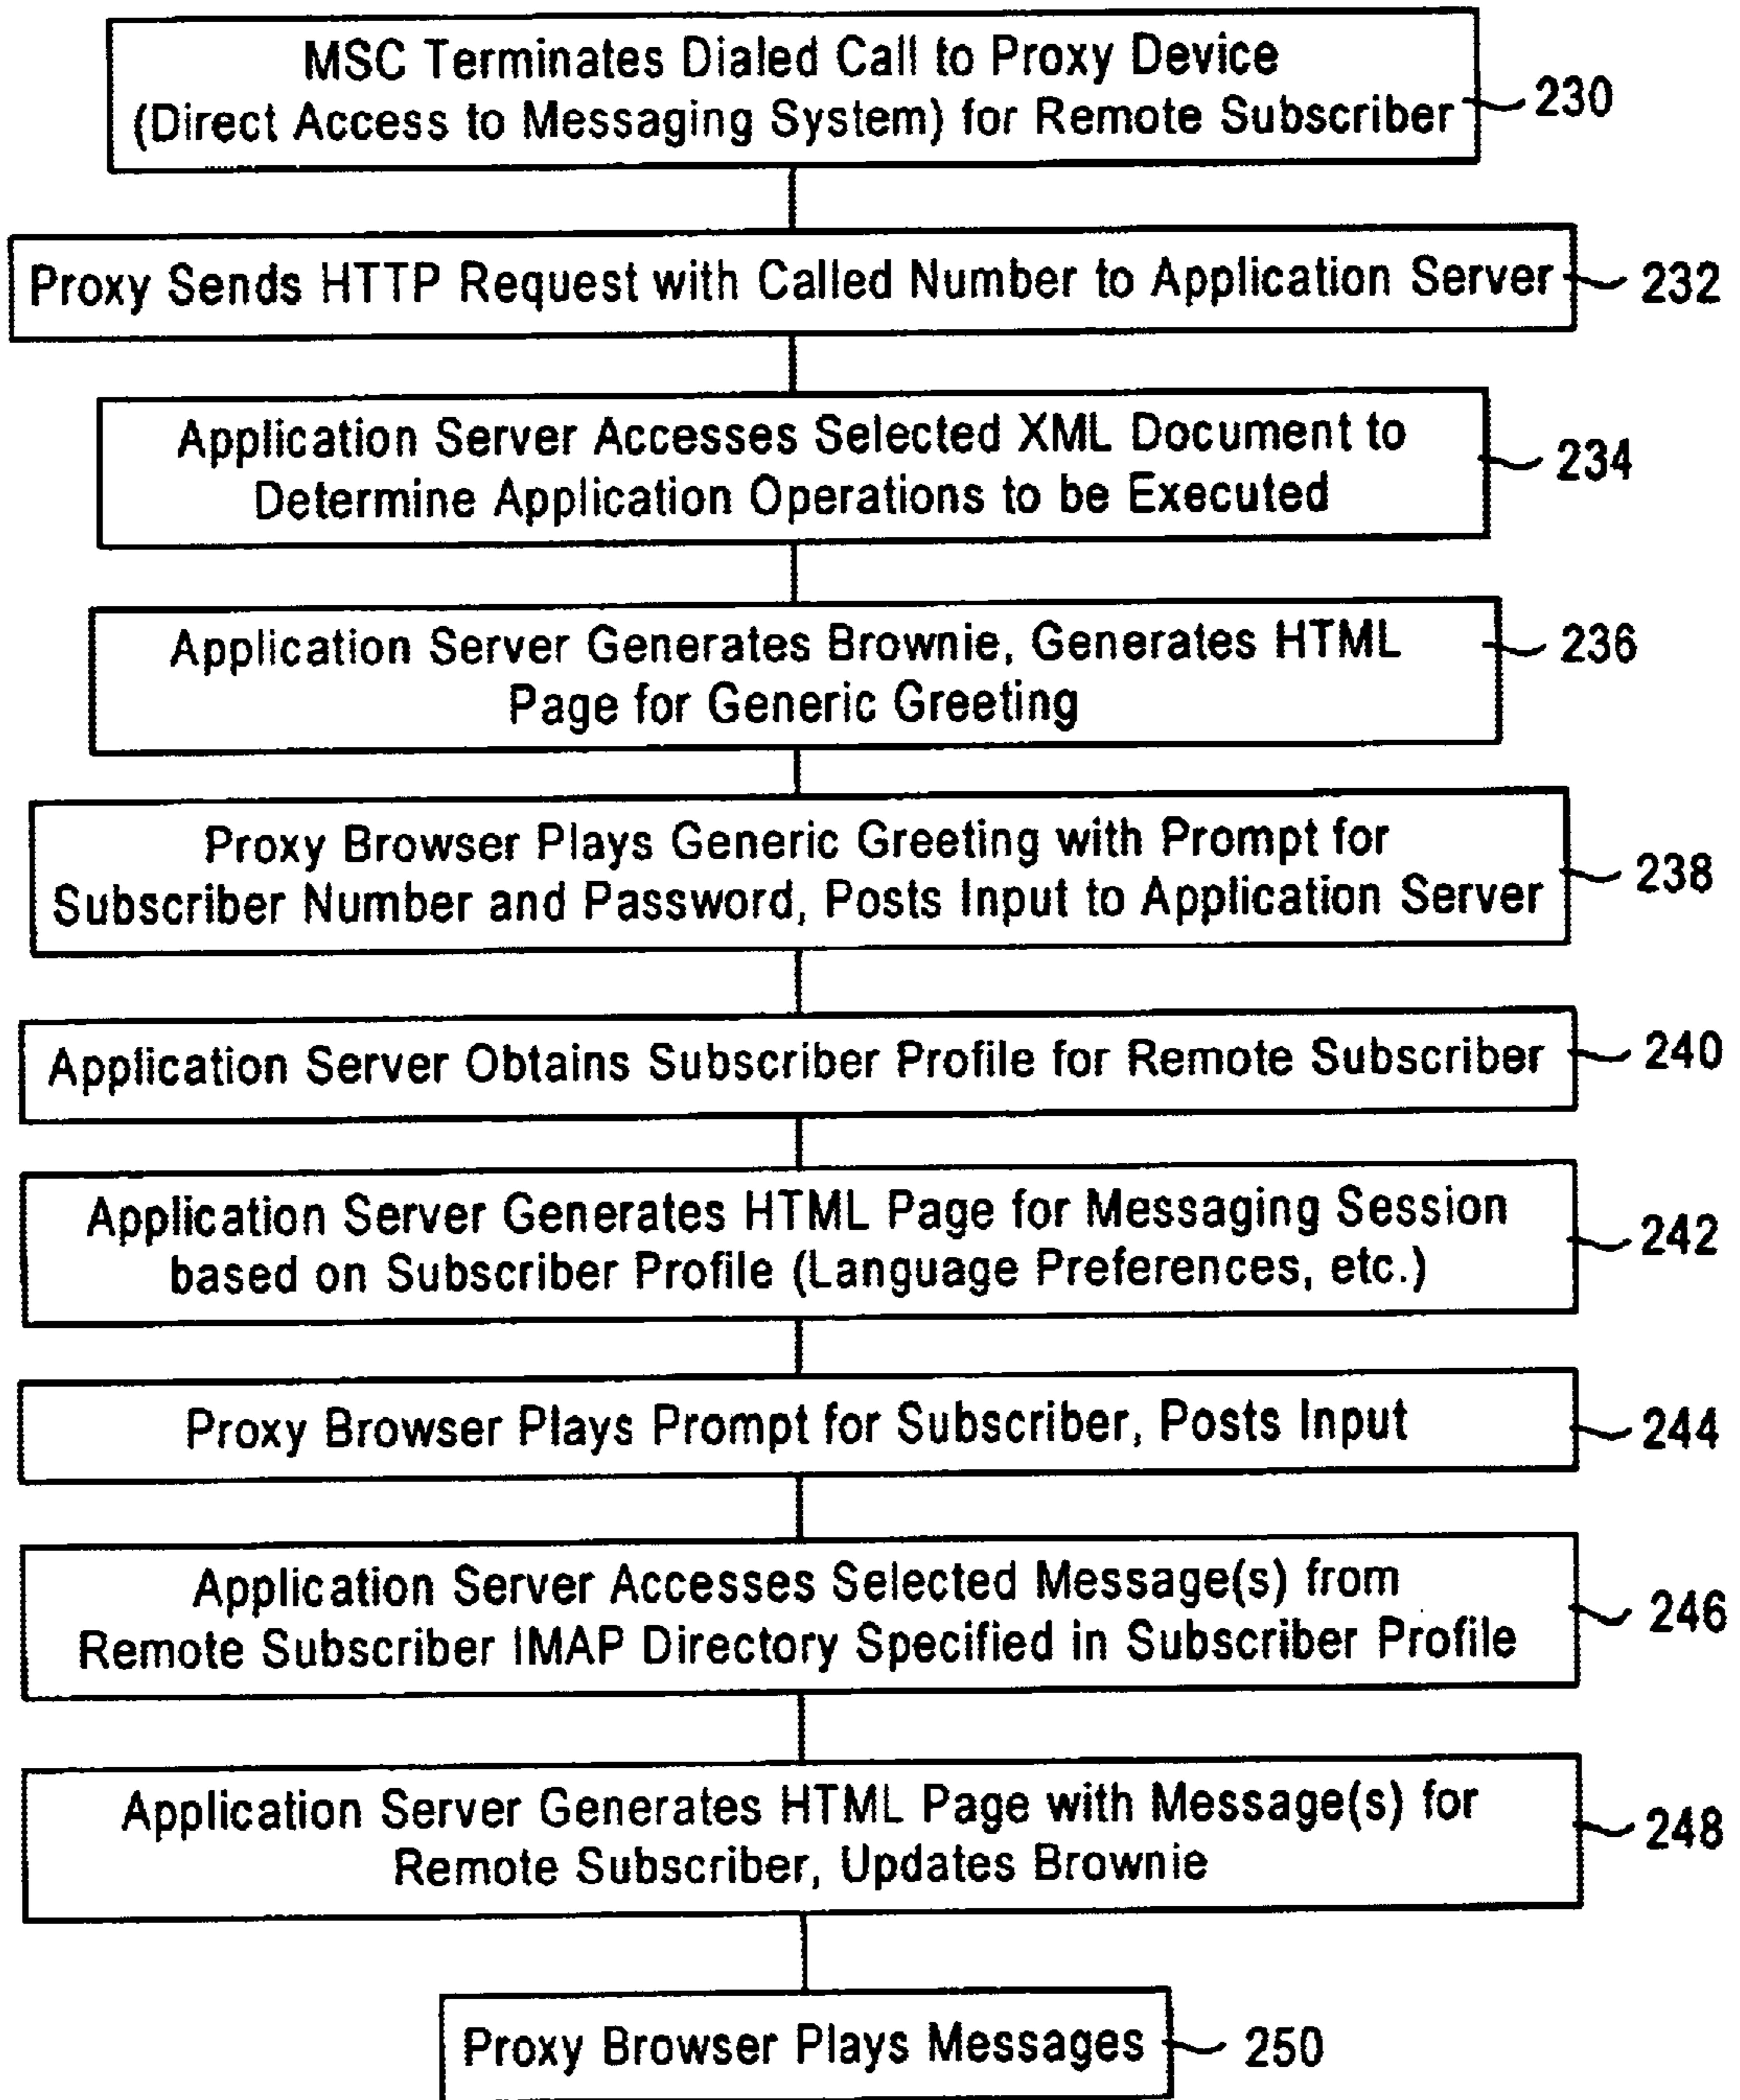 MSC Terminates Dialed Call to Proxy Device
(Direct Access to Messaging System) for Remote Subscriber
230
Proxy Sends HTTP Request with Called Number to Application Server
232
Application Server Accesses Selected XML Document to
Determine Application Operations to be Executed
234
Application Server Generates Brownie, Generates HTML
Page for Generic Greeting
236
Proxy Browser Plays Generic Greeting with Prompt for
Subscriber Number and Password, Posts Input to Application Server
238
Application Server Obtains Subscriber Profile for Remote Subscriber
240
Application Server Generates HTML Page for Messaging Session
based on Subscriber Profile (Language Preferences, etc.)
242
Proxy Browser Plays Prompt for Subscriber, Posts Input
244
Application Server Accesses Selected Message(s) from
Remote Subscriber IMAP Directory Specified in Subscriber Profile
246
Application Server Generates HTML Page with Message(s) for
Remote Subscriber, Updates Brownie
248
Proxy Browser Plays Messages
250